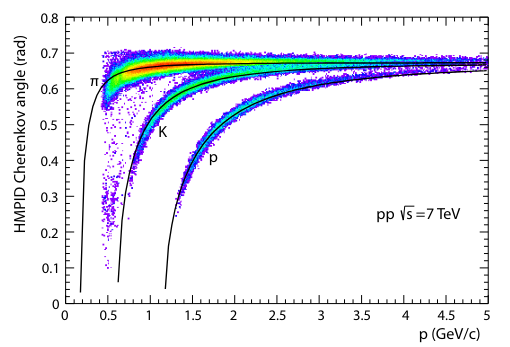 HMPID Cherenkov angle (rad)
0.8
0.7
0.6
0.5
0.4
0.3
0.2
0.1
0
π
K
p
pp √s=7 TeV
0 0.5 1 1.5 2 2.5 3 3.5 4 4.5 5
p (GeV/c)